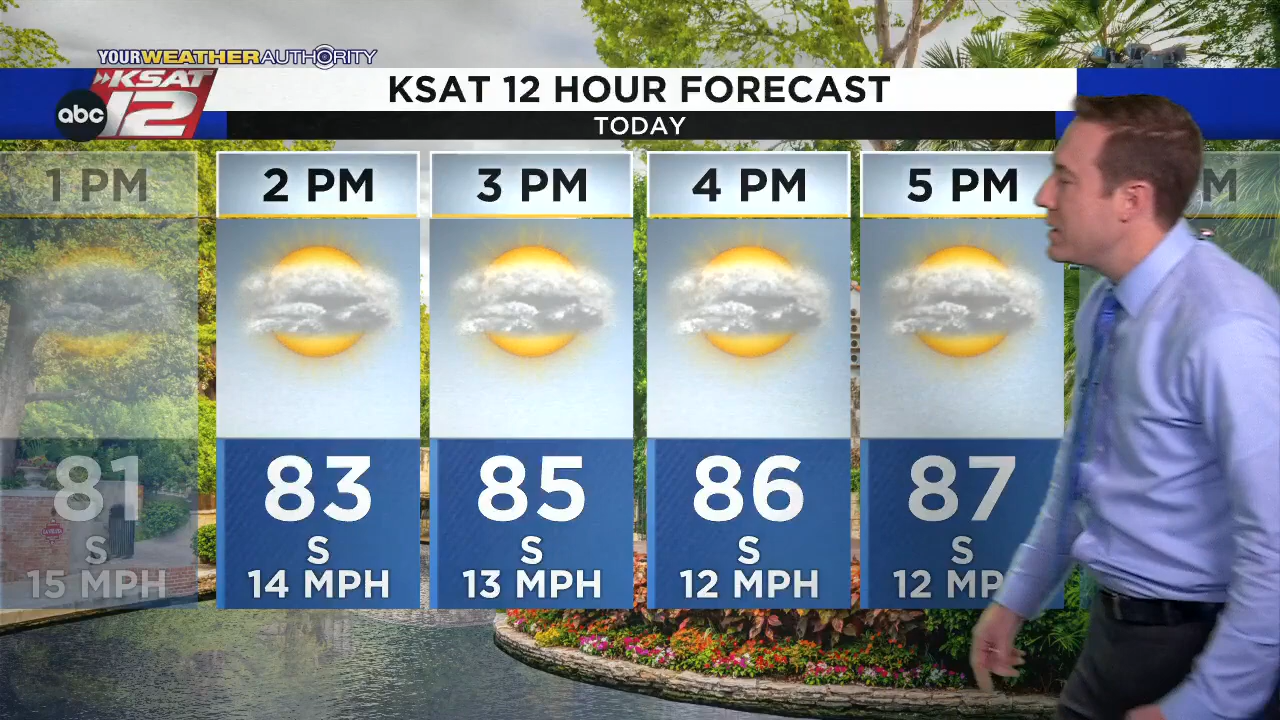 YOUR WEATHER AUTHORITY
KSAT
abc 12
KSAT 12 HOUR FORECAST
TODAY
1 PM 2 PM 3 PM 4 PM 5 PM M
81 83 85 86 87
S S S S S
15 MPH 14 MPH 13 MPH 12 MPH 12 MP